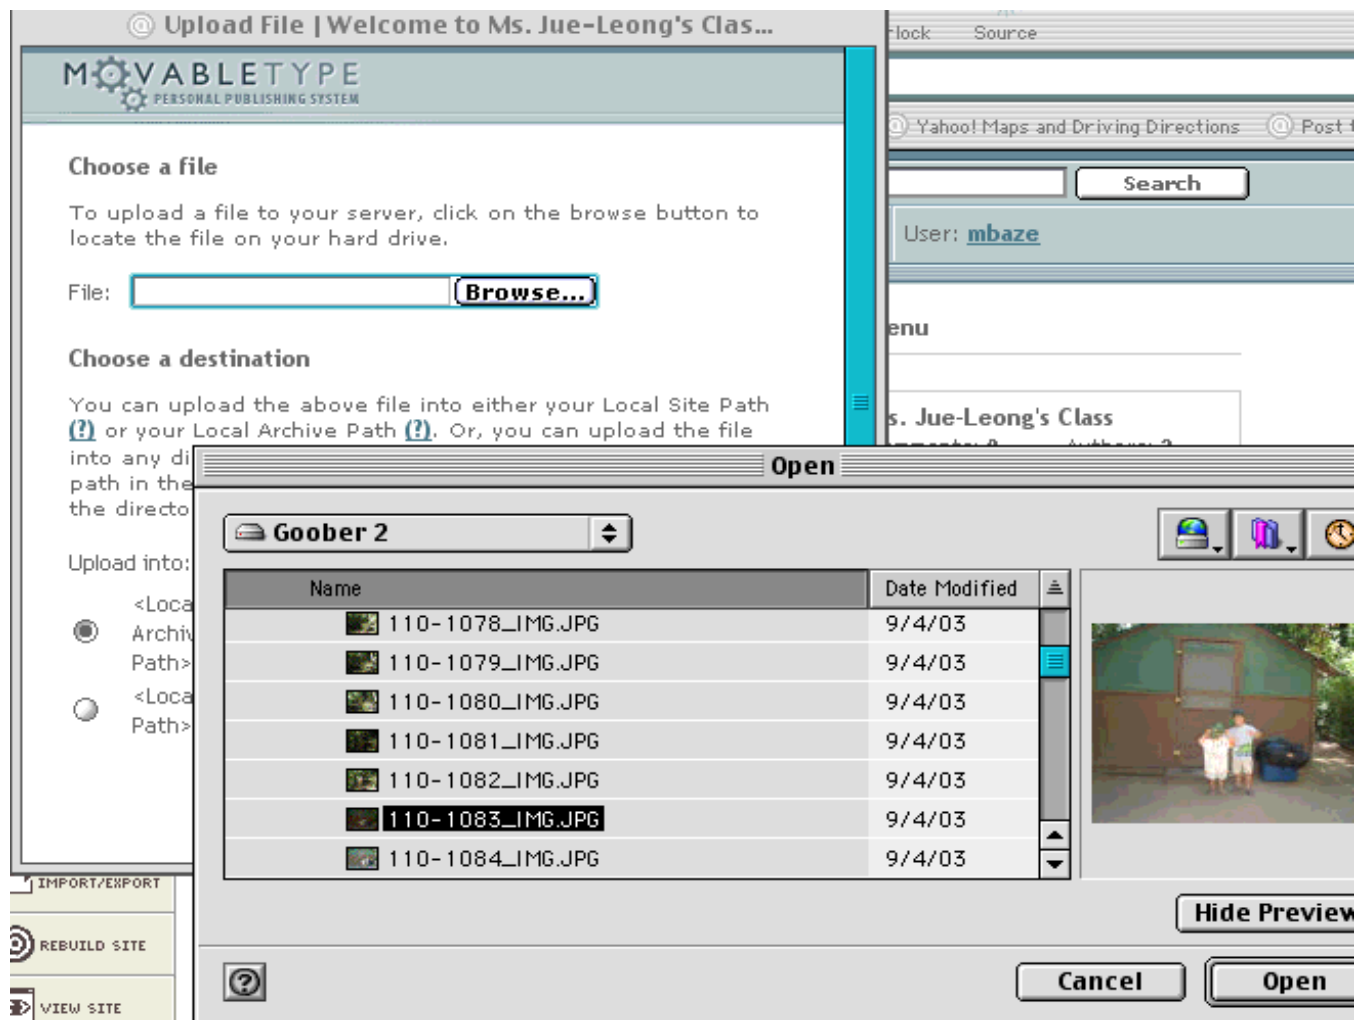 Upload File | Welcome to Ms. Jue-Leong's Clas...
MOVABLETYPE
PERSONAL PUBLISHING SYSTEM
Choose a file
To upload a file to your server, click on the browse button to
locate the file on your hard drive.
File: Browse...
Choose a destination
You can upload the above file into either your Local Site Path
(?) or your Local Archive Path (?). Or, you can upload the file
into any di
path in the
the directo
Upload into:
<Loca
Archiv
Path>
<Loca
Path>
IMPORT/EXPORT
REBUILD SITE
VIEW SITE
lock Source
Yahoo! Maps and Driving Directions Post t
Search
User: mbaze
enu
s. Jue-Leong's Class
Open
Goober 2
Name Date Modified
110-1078_IMG.JPG 9/4/03
110-1079_IMG.JPG 9/4/03
110-1080_IMG.JPG 9/4/03
110-1081_IMG.JPG 9/4/03
110-1082_IMG.JPG 9/4/03
110-1083_IMG.JPG 9/4/03
110-1084_IMG.JPG 9/4/03
Hide Preview
? Cancel Open